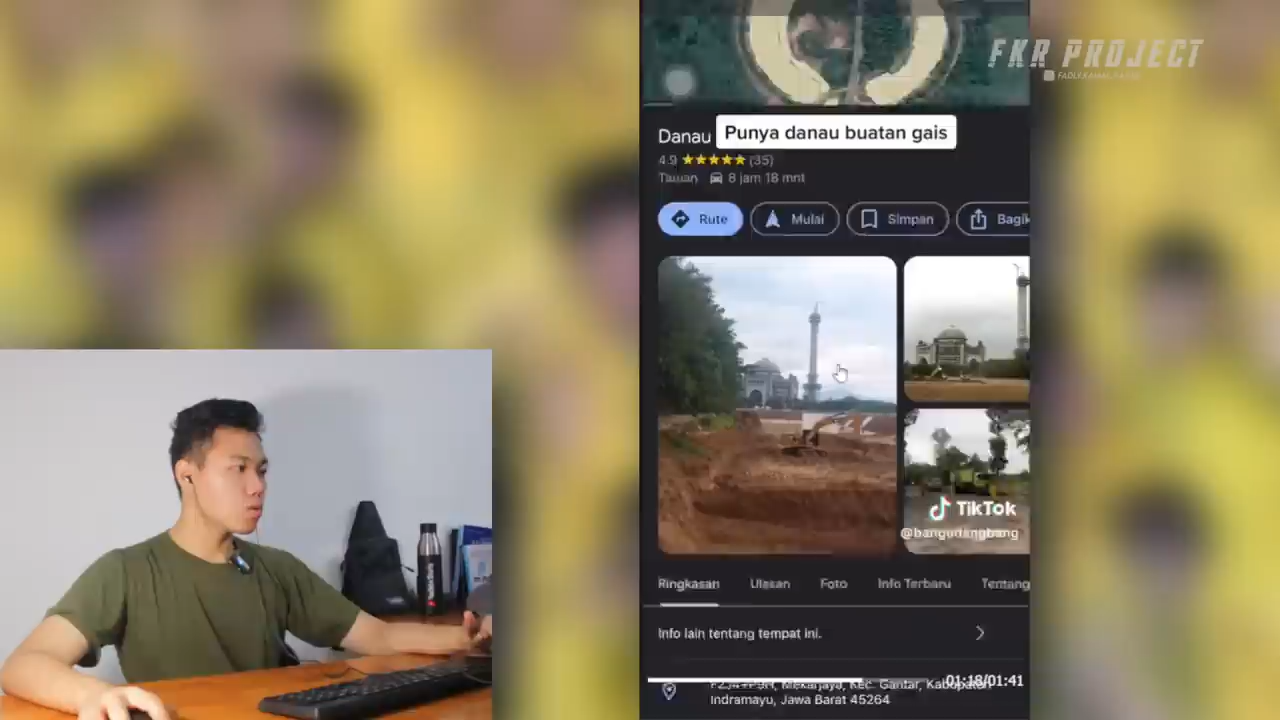 FKR PROJECT
Danau
Punya danau buatan gais
4.9 ★★★★★ (35)
Taman 8 jam 18 mnt
Rute
Mulai
Simpan
Bagik
TikTok
@bangudangbang
Ringkasan
Ulasan
Foto
Info Terbaru
Tentang
Info lain tentang tempat ini.
01:18/01:41
Mekarjaya, Kec. Gantar, Kabupaten
Indramayu, Jawa Barat 45264